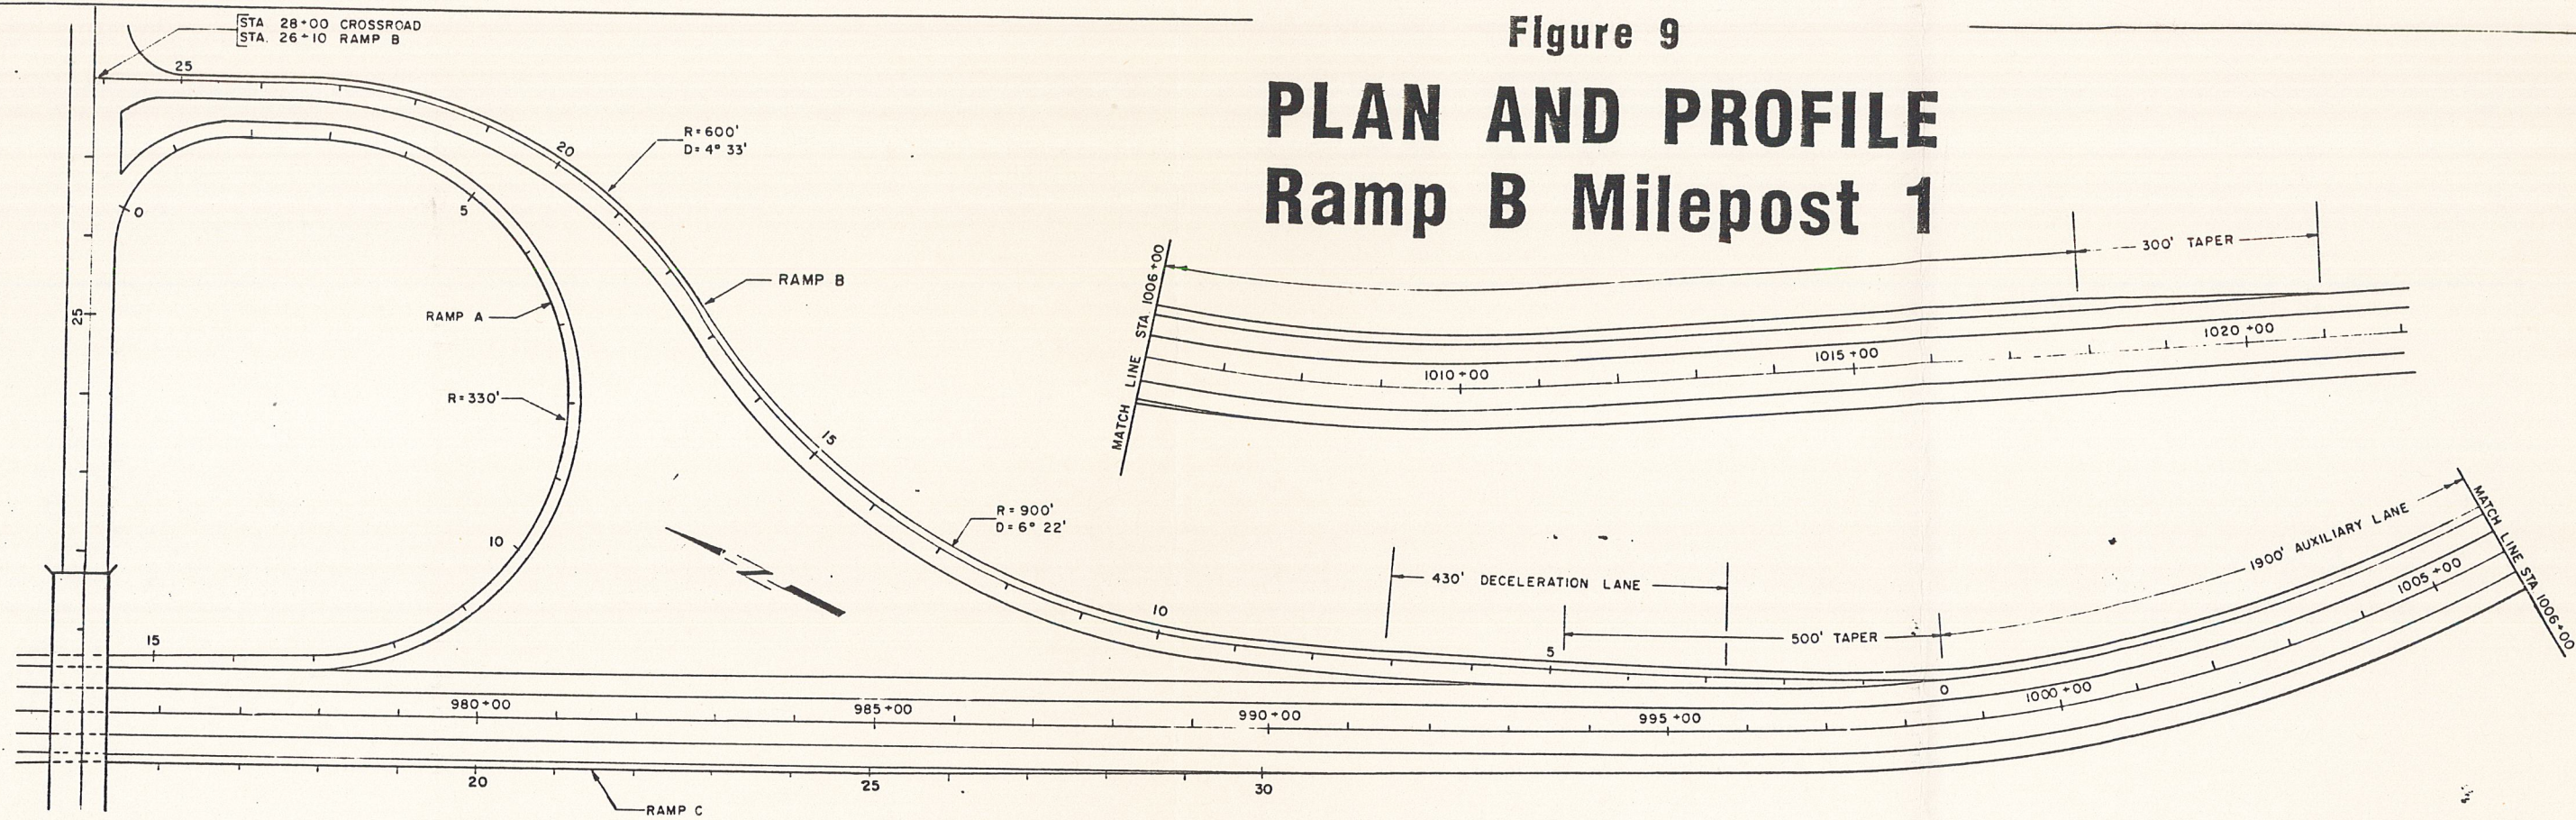 Figure 9
PLAN AND PROFILE
Ramp B Milepost 1
STA. 28+00 CROSSROAD
STA. 26+10 RAMP B
25
20
R=600'
D=4° 33'
0
5
RAMP B
RAMP A
25
R=330'
15
10
R=900'
D=6° 22'
15
10
5
0
430' DECELERATION LANE
500' TAPER
1900' AUXILIARY LANE
MATCH LINE STA 1006+00
300' TAPER
MATCH LINE STA. 1006+00
1010+00
1015+00
1020+00
980+00
985+00
990+00
995+00
1000+00
1005+00
20
25
30
RAMP C